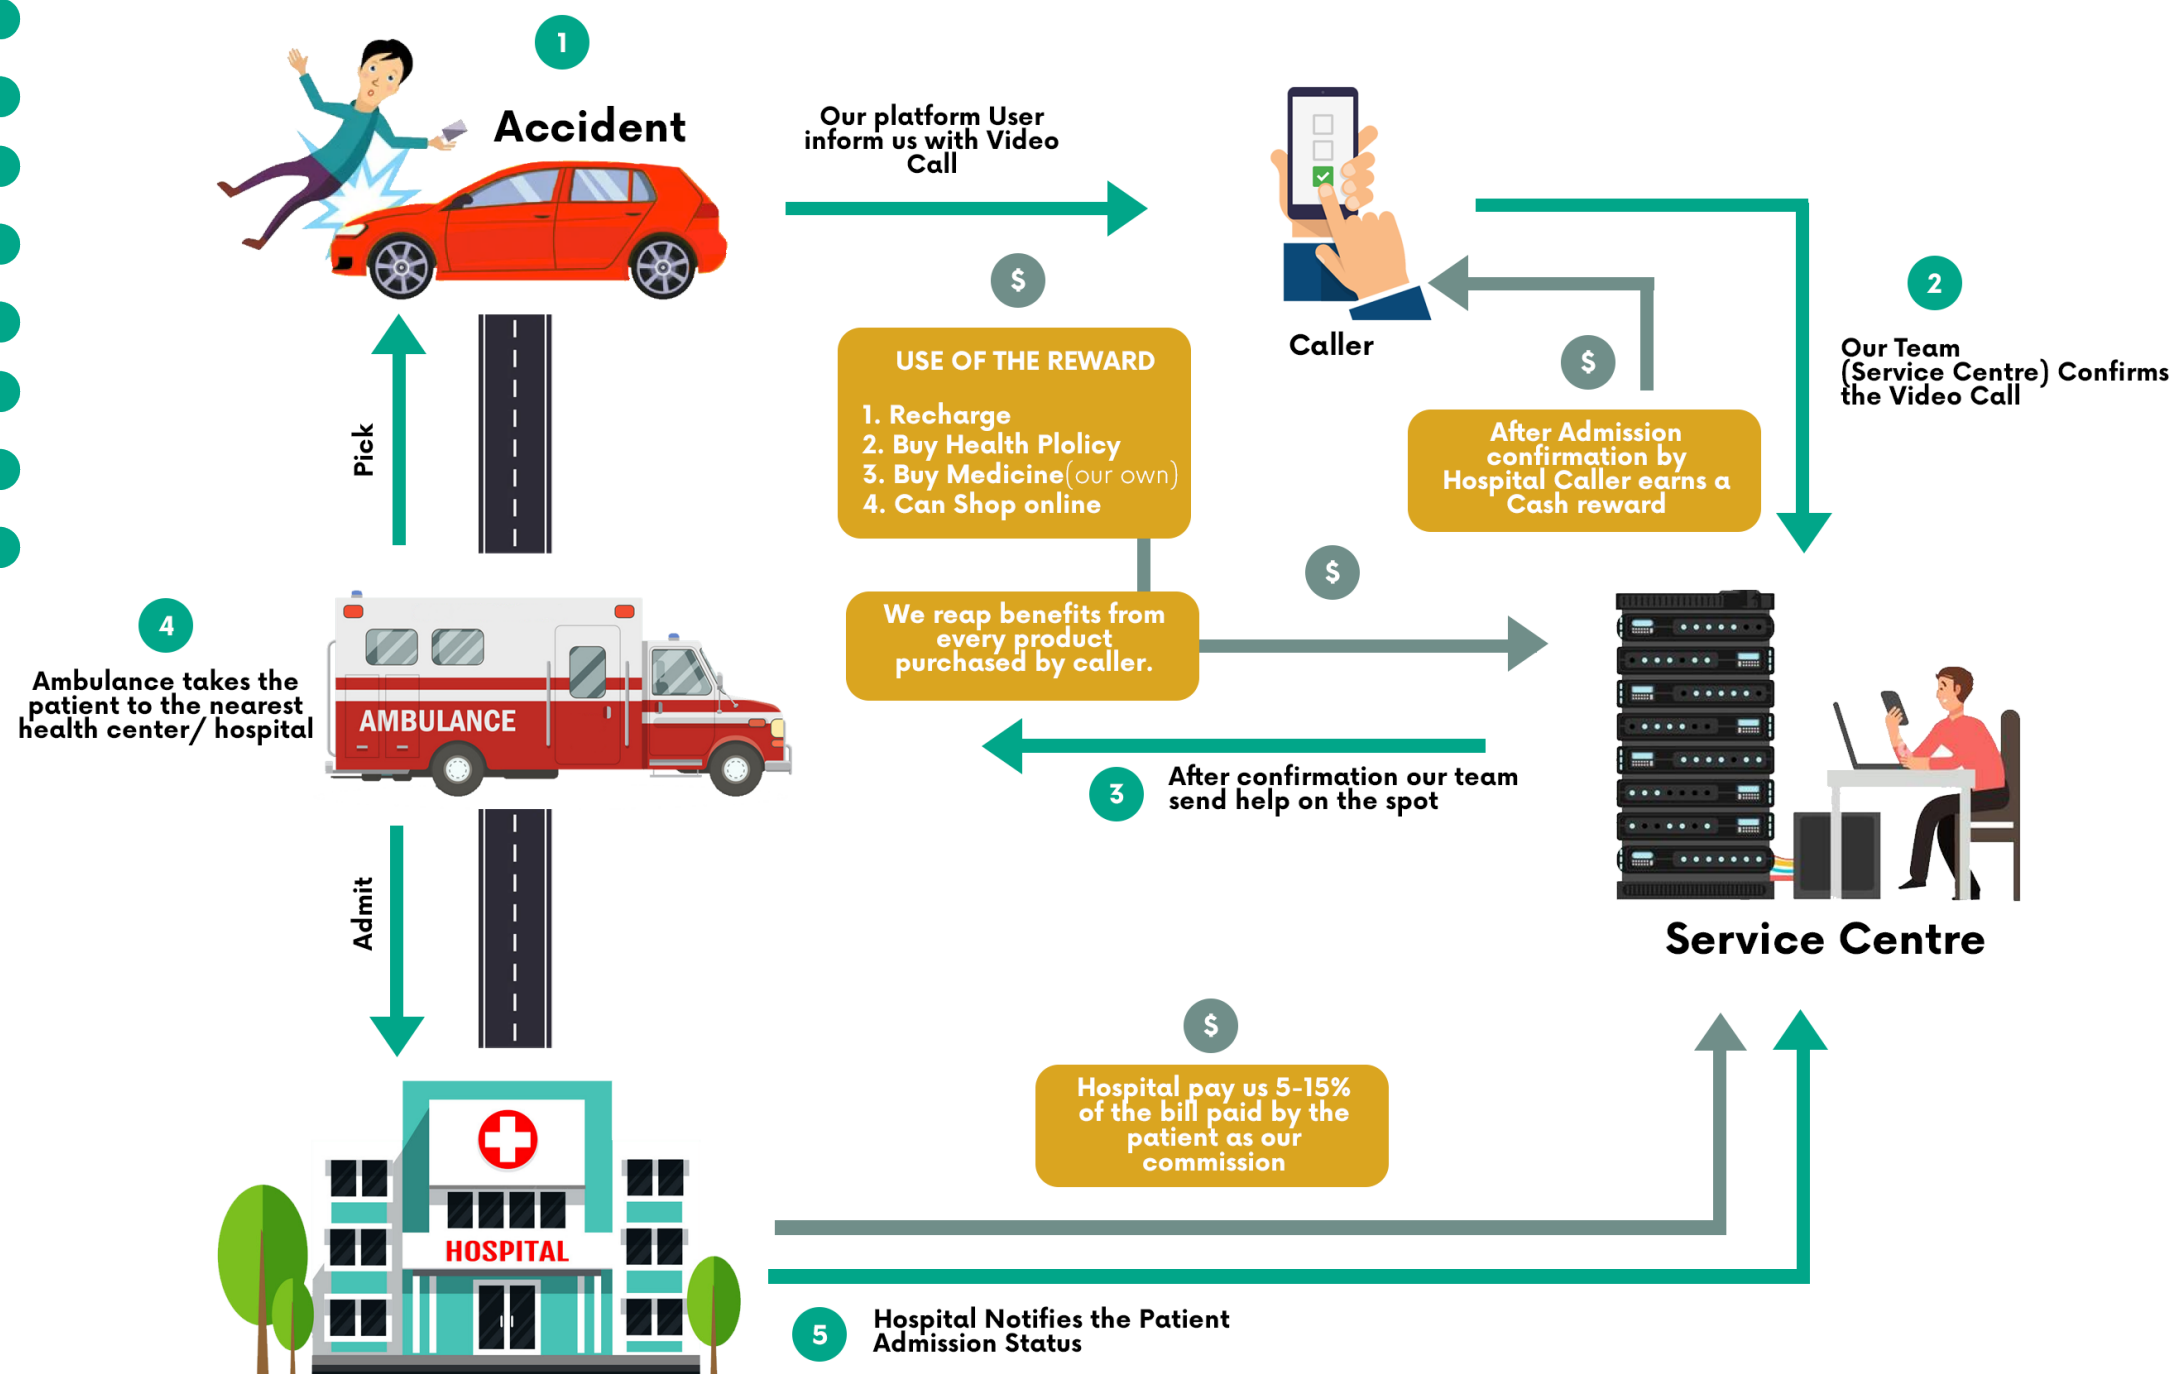 1
Accident
Our platform User
inform us with Video
Call
$
USE OF THE REWARD
1. Recharge
2. Buy Health Plolicy
3. Buy Medicine(our own)
4. Can Shop online
Caller
$
After Admission
confirmation by
Hospital Caller earns a
Cash reward
2
Our Team
(Service Centre) Confirms
the Video Call
Pick
4
Ambulance takes the
patient to the nearest
health center/ hospital
AMBULANCE
We reap benefits from
every product
purchased by caller.
$
3
After confirmation our team
send help on the spot
Service Centre
Admit
$
Hospital pay us 5-15%
of the bill paid by the
patient as our
commission
HOSPITAL
5
Hospital Notifies the Patient
Admission Status